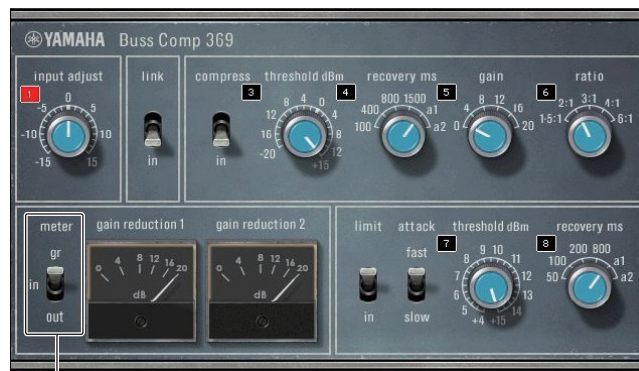 YAMAHA Buss Comp 369
input adjust
1
0
-5 5
-10 10
-15 15
link
in
compress
in
3
threshold dBm
8 4 0 4
12 8
16 12
-20 +15
4
recovery ms
800 1500
400 a1
100 a2
5
gain
8 12
4 16
0 20
6
ratio
3:1
2:1 4:1
1·5:1 6:1
meter
gr
in
out
gain reduction 1
0 4 8 12 16 20
dB
gain reduction 2
0 4 8 12 16 20
dB
limit
in
attack
fast
slow
7
threshold dBm
9 10
8 11
7 12
6 13
5 14
+4 +15
8
recovery ms
200 800
100 a1
50 a2